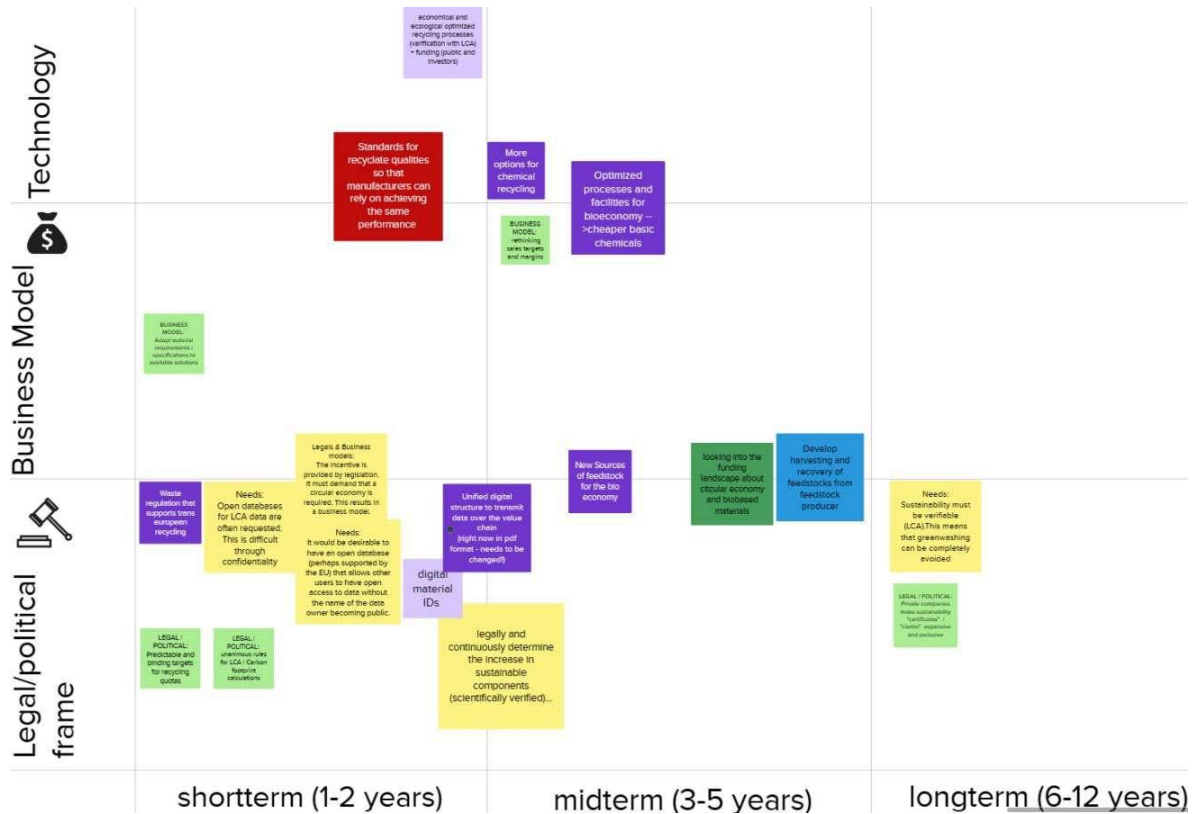 Technology
economical and
ecological optimized
recycling processes
(verification with LCA)
- funding (public and
investors)
Standards for
recyclate qualities
so that
manufacturers can
rely on achieving
the same
performance
More
options for
chemical
recycling
Optimized
processes and
facilities for
bioeconomy --
>cheaper basic
chemicals
Business Model
$
BUSINESS
MODEL:
rethinking
sales targets
and margins
BUSINESS
MODEL:
Adapt material
requirements /
specifications to
available solutions
Legals & Business
models:
The incentive is
provided by legislation.
It must demand that a
circular economy is
required. This results in
a business model.
New Sources
of feedstock
for the bio
economy
looking into the
funding
landscape about
citcular economy
and biobased
materials
Develop
harvesting and
recovery of
feedstocks from
feedstock
producer
Legal/political
frame
Waste
regulation that
supports trans
european
recycling
Needs:
Open databases
for LCA data are
often requested.
This is difficult
through
confidentiality
Needs:
It would be desirable to
have an open database
(perhaps supported by
the EU) that allows other
users to have open
access to data without
the name of the data
owner becoming public.
Unified digital
structure to transmit
data over the value
chain
(right now in pdf
format - needs to be
changed!)
digital
material
IDs
Needs:
Sustainability must
be verifiable
(LCA).This means
that greenwashing
can be completely
avoided
LEGAL / POLITICAL:
Private companies
make sustainability
"certificates" /
"claims" expensive
and exclusive
LEGAL /
POLITICAL:
Predictable and
binding targets
for recycling
quotas
LEGAL /
POLITICAL:
unanimous rules
for LCA / Carbon
footprint
calculations
legally and
continuously determine
the increase in
sustainable
components
(scientifically verified)...
shortterm (1-2 years)
midterm (3-5 years)
longterm (6-12 years)